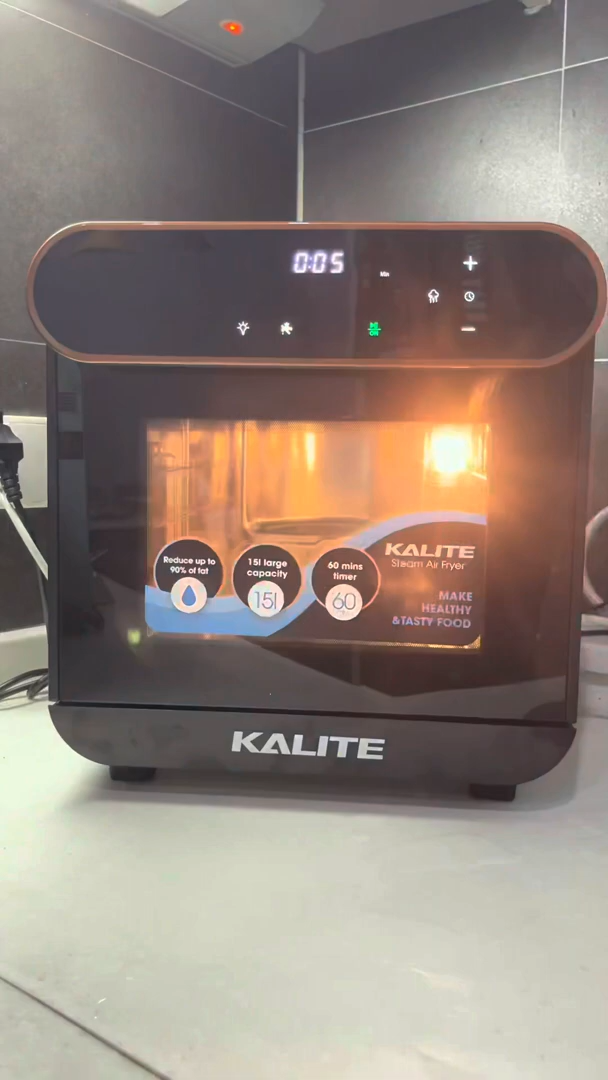 0:05
Min
ON
Reduce up to
90% of fat
15l large
capacity
15l
60 mins
timer
60
KALITE
Steam Air Fryer
MAKE
HEALTHY
&TASTY FOOD
KALITE